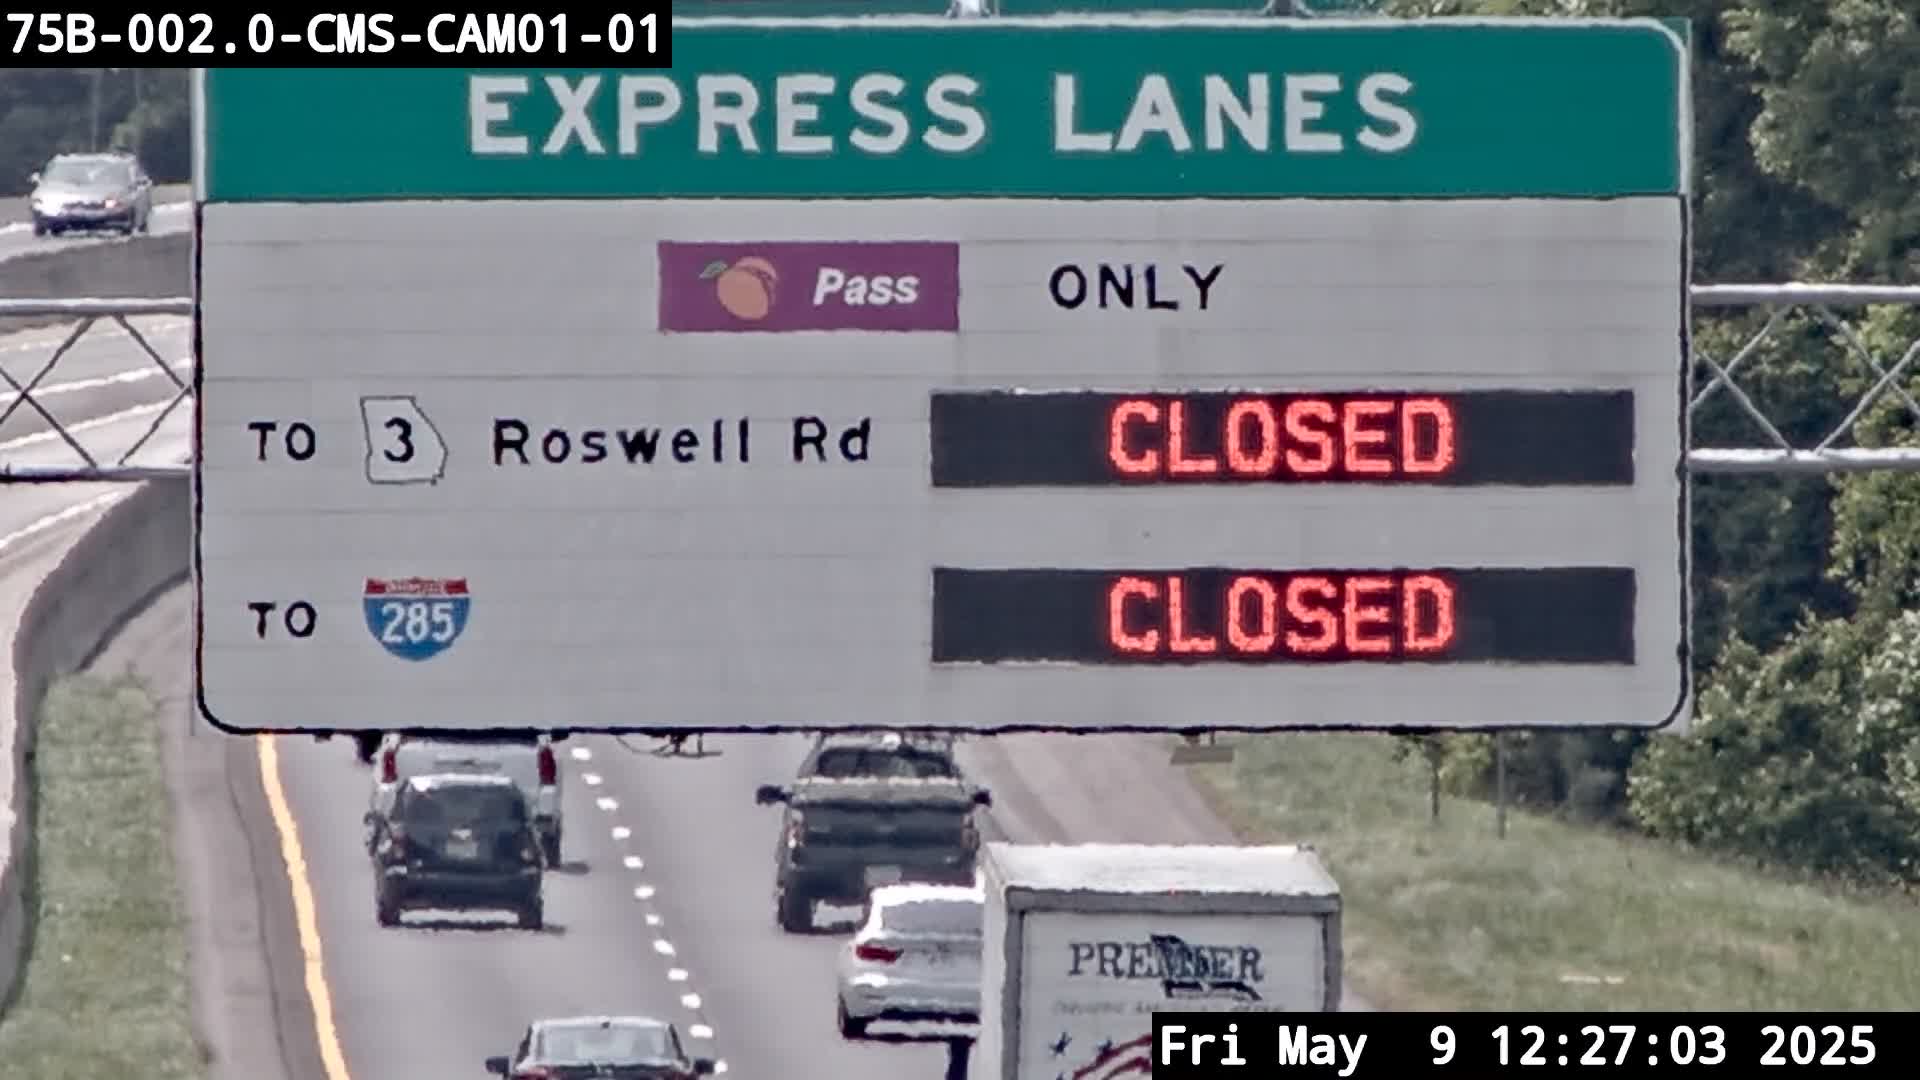 75B-002.0-CMS-CAM01-01
EXPRESS LANES
Pass ONLY
TO 3 Roswell Rd CLOSED
TO 285 CLOSED
PREMIER
Fri May 9 12:27:03 2025